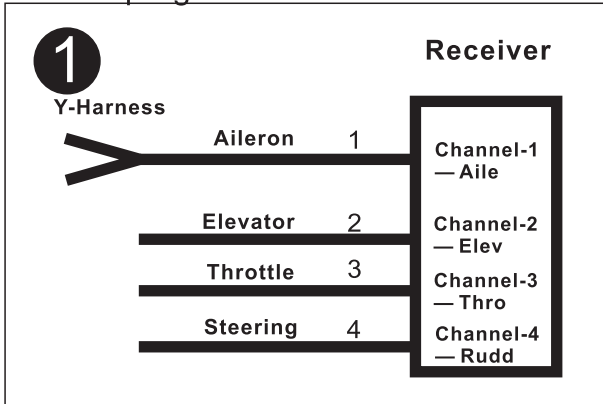 1
Receiver
Y-Harness
Aileron 1
Channel-1
— Aile
Elevator 2
Channel-2
— Elev
Throttle 3
Channel-3
— Thro
Steering 4
Channel-4
— Rudd